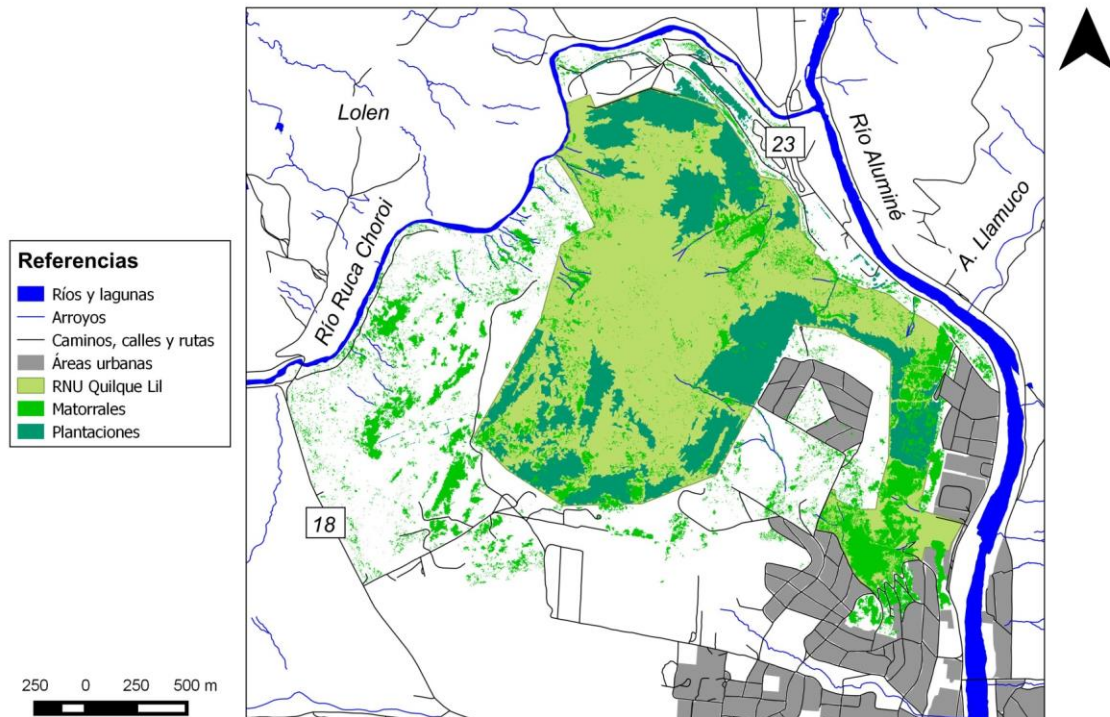 Lolen
23
Río Aluminé
A. Llamuco
Río Ruca Choroi
18
Referencias
Ríos y lagunas
Arroyos
Caminos, calles y rutas
Áreas urbanas
RNU Quilque Lil
Matorrales
Plantaciones
250 0 250 500 m